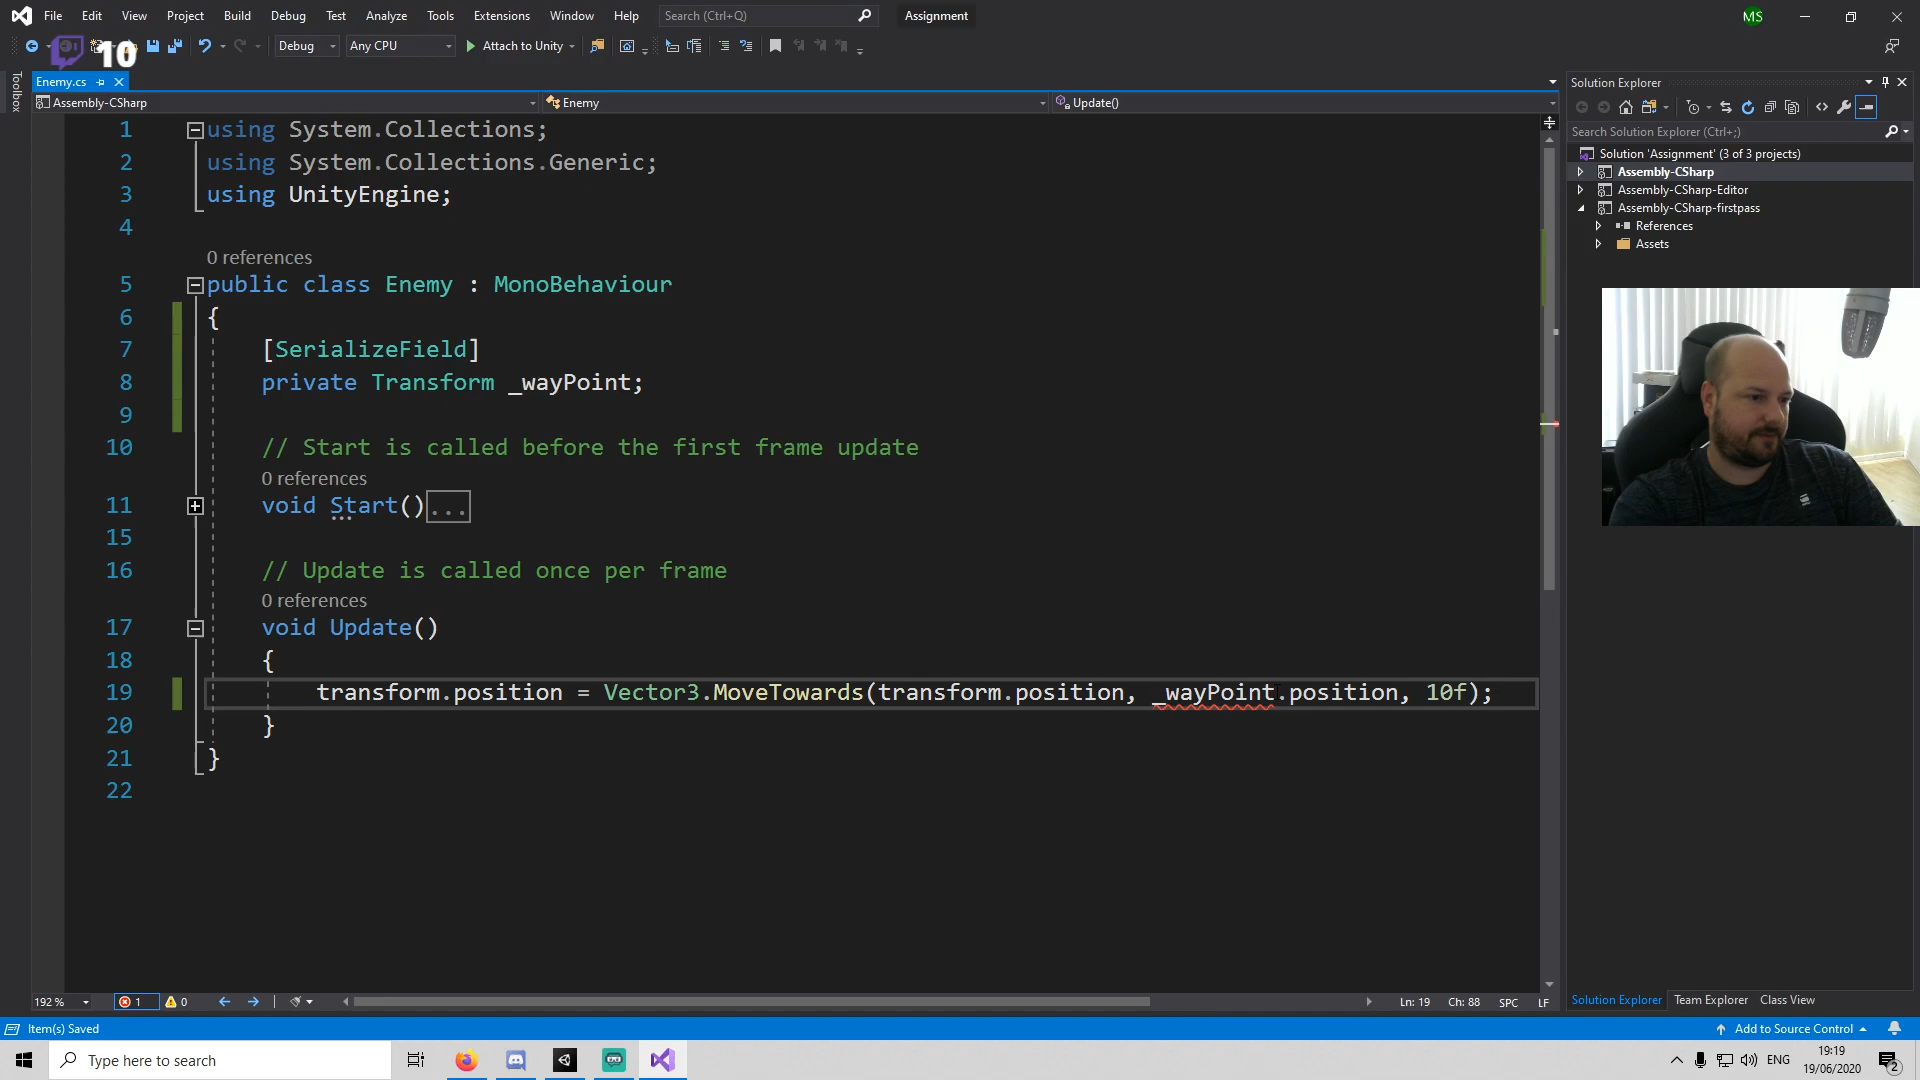 File Edit View Project Build Debug Test Analyze Tools Extensions Window Help Search (Ctrl+Q) Assignment MS
10 Debug Any CPU Attach to Unity
Toolbox
Enemy.cs
Assembly-CSharp Enemy Update()
1 using System.Collections;
2 using System.Collections.Generic;
3 using UnityEngine;
4
0 references
5 public class Enemy : MonoBehaviour
6 {
7 [SerializeField]
8 private Transform _wayPoint;
9
10 // Start is called before the first frame update
0 references
11 void Start()...
15
16 // Update is called once per frame
0 references
17 void Update()
18 {
19 transform.position = Vector3.MoveTowards(transform.position, _wayPoint.position, 10f);
20 }
21 }
22
Solution Explorer
Search Solution Explorer (Ctrl+;)
Solution 'Assignment' (3 of 3 projects)
Assembly-CSharp
Assembly-CSharp-Editor
Assembly-CSharp-firstpass
References
Assets
192 % 1 0 Ln: 19 Ch: 88 SPC LF
Solution Explorer Team Explorer Class View
Item(s) Saved Add to Source Control
Type here to search
ENG
19:19
19/06/2020
2